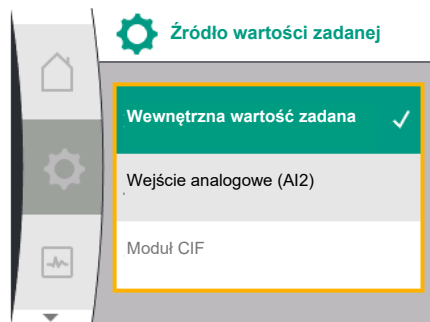 Źródło wartości zadanej
Wewnętrzna wartość zadana
Wejście analogowe (AI2)
Moduł CIF